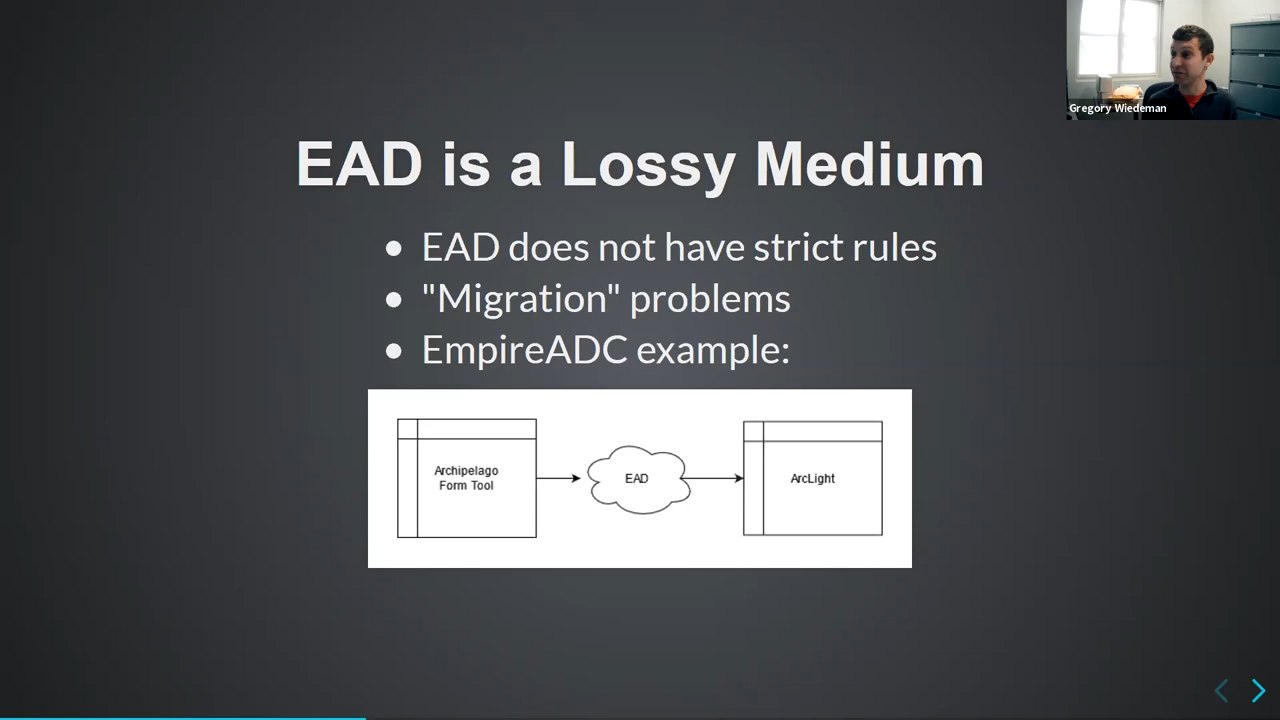 Gregory Wiedeman
EAD is a Lossy Medium
EAD does not have strict rules
"Migration" problems
EmpireADC example:
Archipelago
Form Tool
EAD
ArcLight